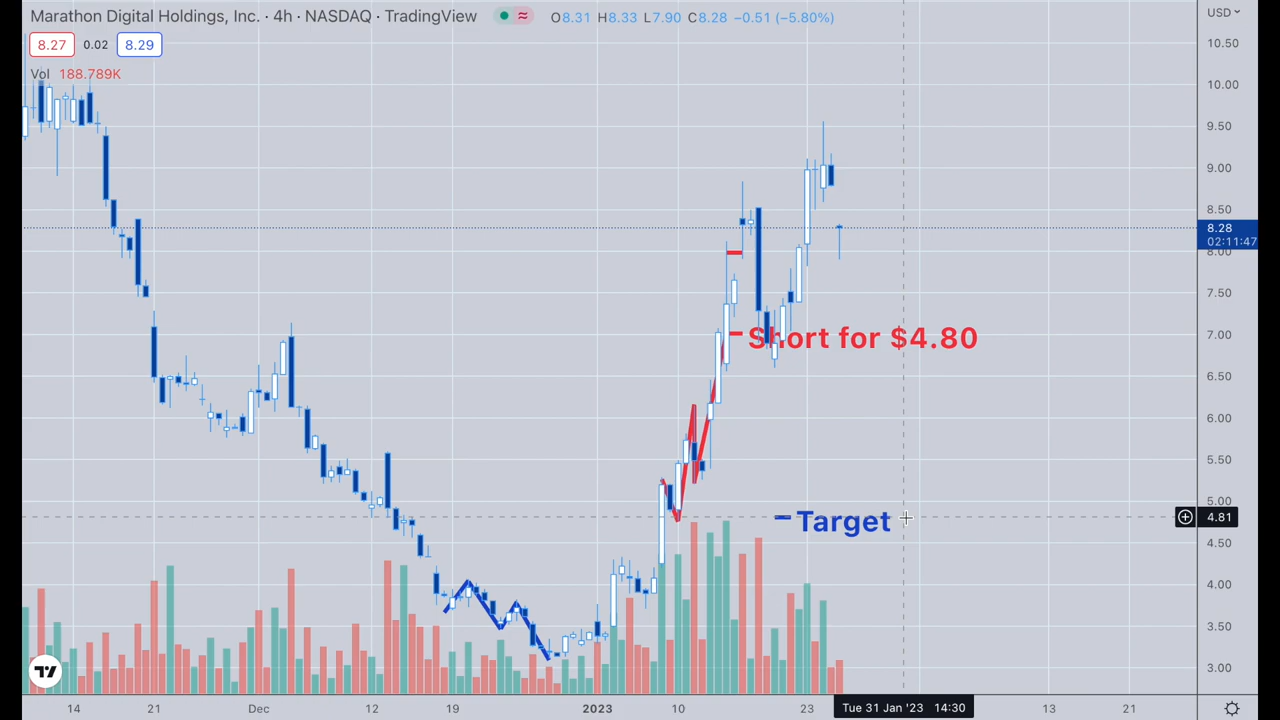 Marathon Digital Holdings, Inc. · 4h · NASDAQ · TradingView ≈ O8.31 H8.33 L7.90 C8.28 −0.51 (−5.80%)
USD
8.27 0.02 8.29
Vol 188.789K
10.50
10.00
9.50
9.00
8.50
8.28
02:11:47
8.00
7.50
7.00
Short for $4.80
6.50
6.00
5.50
5.00
4.81
Target
4.50
4.00
3.50
3.00
14 21 Dec 12 19 2023 10 23 Tue 31 Jan '23 14:30 13 21